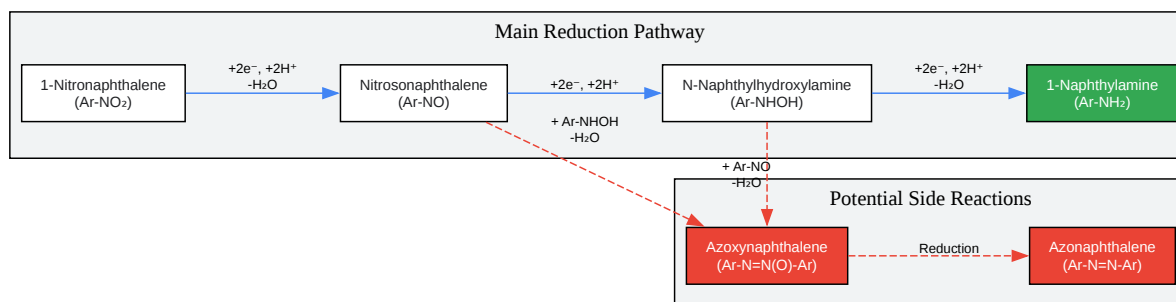 Main Reduction Pathway
1-Nitronaphthalene
(Ar-NO₂)
+2e⁻, +2H⁺
-H₂O
Nitrosonaphthalene
(Ar-NO)
+2e⁻, +2H⁺
N-Naphthylhydroxylamine
(Ar-NHOH)
+2e⁻, +2H⁺
-H₂O
1-Naphthylamine
(Ar-NH₂)
+ Ar-NHOH
-H₂O
+ Ar-NO
-H₂O
Potential Side Reactions
Azoxynaphthalene
(Ar-N=N(O)-Ar)
Reduction
Azonaphthalene
(Ar-N=N-Ar)